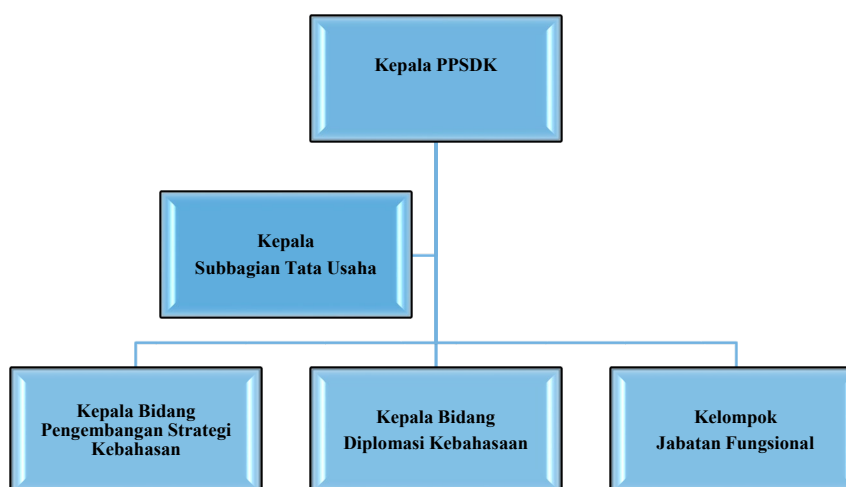 Kepala PPSDK
Kepala
Subbagian Tata Usaha
Kepala Bidang
Pengembangan Strategi
Kebahasan
Kepala Bidang
Diplomasi Kebahasaan
Kelompok
Jabatan Fungsional